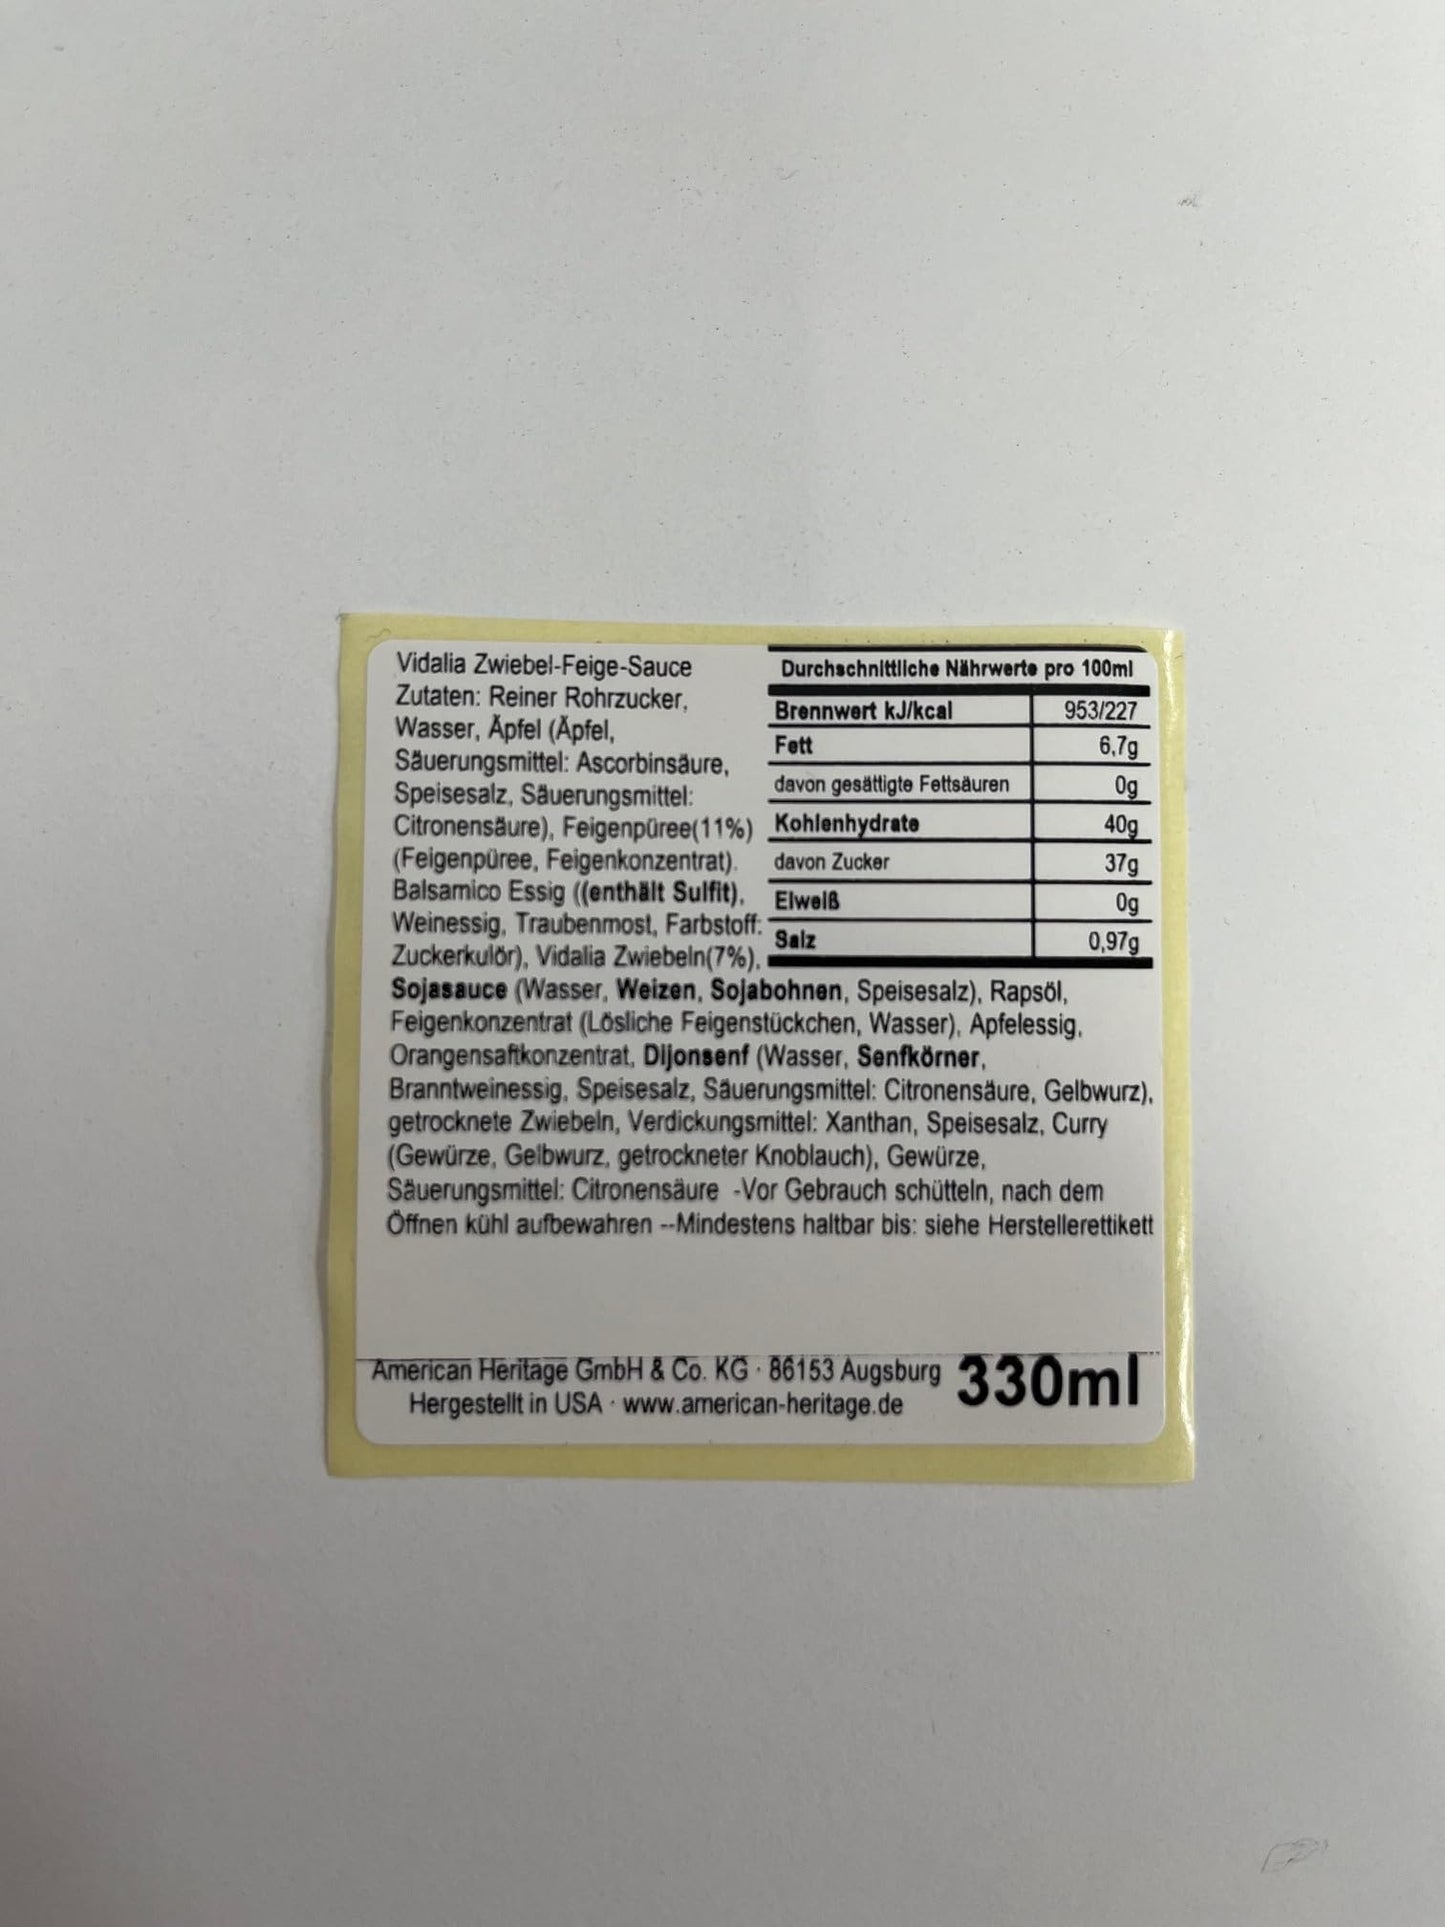 Vidalia Zwiebel-Feige-Sauce
Zutaten: Reiner Rohrzucker,
Wasser, Äpfel (Äpfel,
Säuerungsmittel: Ascorbinsäure,
Speisesalz, Säuerungsmittel:
Citronensäure), Feigenpüree(11%)
(Feigenpüree, Feigenkonzentrat),
Balsamico Essig ((enthält Sulfit),
Weinessig, Traubenmost, Farbstoff:
Zuckerkulör), Vidalia Zwiebeln(7%),
Durchschnittliche Nährwerte pro 100ml
Brennwert kJ/kcal 953/227
Fett 6,7g
davon gesättigte Fettsäuren 0g
Kohlenhydrate 40g
davon Zucker 37g
Eiweiß 0g
Salz 0,97g
Sojasauce (Wasser, Weizen, Sojabohnen, Speisesalz), Rapsöl,
Feigenkonzentrat (Lösliche Feigenstückchen, Wasser), Apfelessig,
Orangensaftkonzentrat, Dijonsenf (Wasser, Senfkörner,
Branntweinessig, Speisesalz, Säuerungsmittel: Citronensäure, Gelbwurz),
getrocknete Zwiebeln, Verdickungsmittel: Xanthan, Speisesalz, Curry
(Gewürze, Gelbwurz, getrockneter Knoblauch), Gewürze,
Säuerungsmittel: Citronensäure -Vor Gebrauch schütteln, nach dem
Öffnen kühl aufbewahren --Mindestens haltbar bis: siehe Herstellerettikett
American Heritage GmbH & Co. KG · 86153 Augsburg
Hergestellt in USA · www.american-heritage.de
330ml